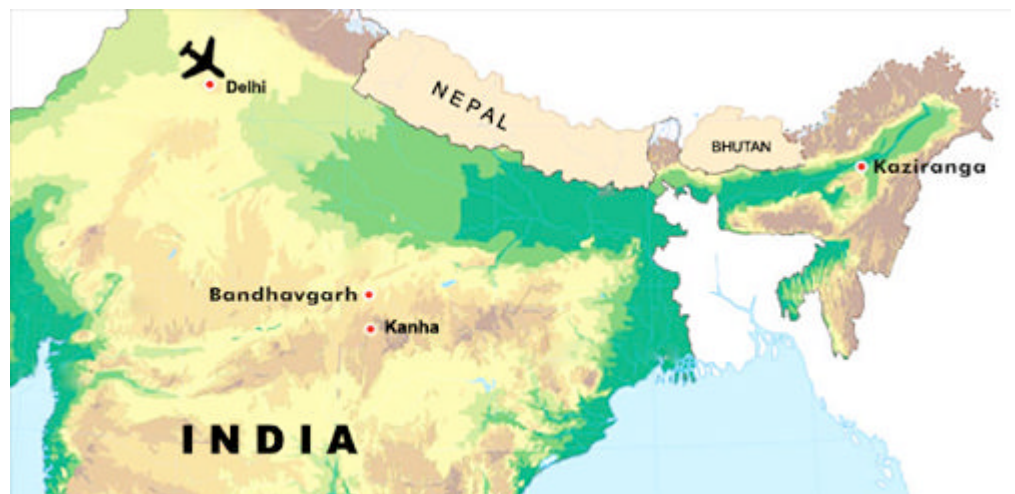 Delhi
NEPAL
BHUTAN
Kaziranga
Bandhavgarh
Kanha
INDIA